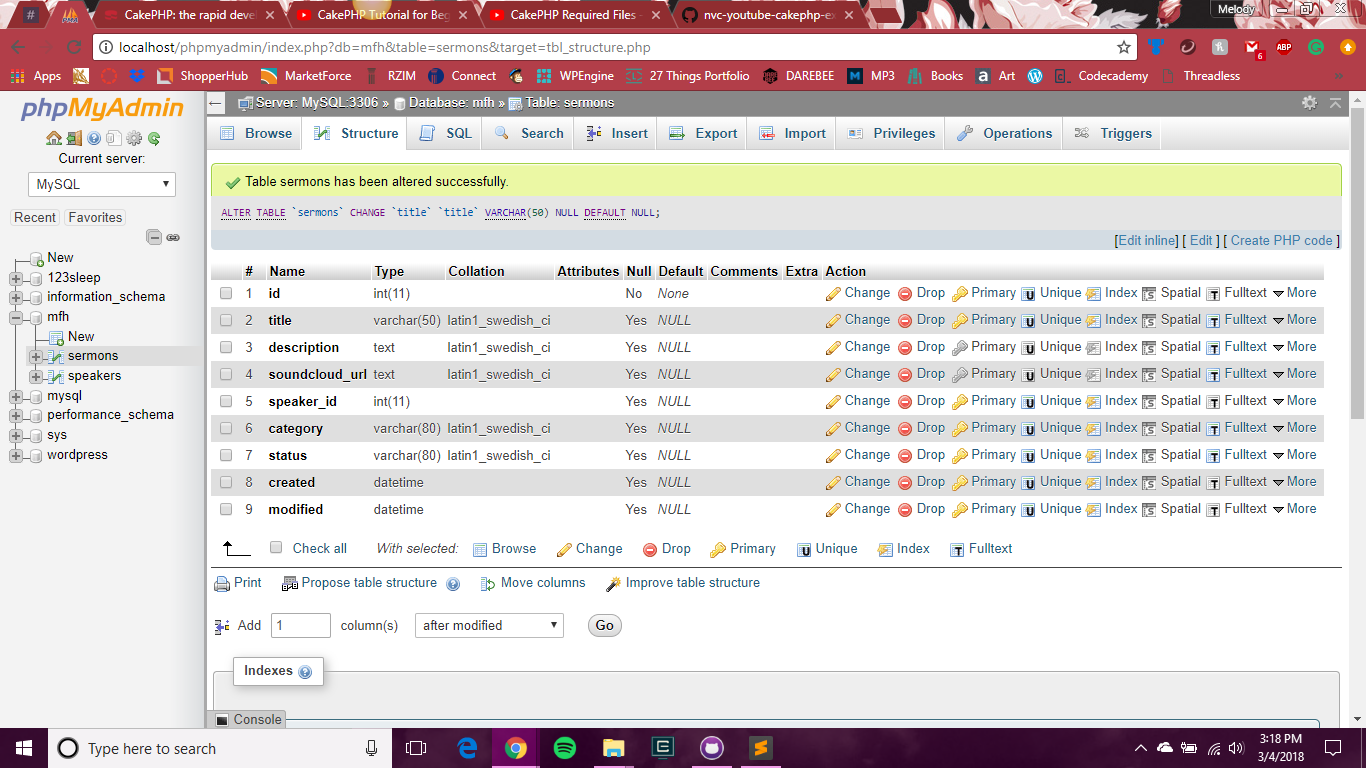 Melody
CakePHP: the rapid devel
CakePHP Tutorial for Beg
CakePHP Required Files -
nvc-youtube-cakephp-ex
localhost/phpmyadmin/index.php?db=mfh&table=sermons&target=tbl_structure.php
6
ABP
Apps ShopperHub MarketForce RZIM Connect WPEngine 27 Things Portfolio DAREBEE MP3 Books Art Codecademy Threadless
phpMyAdmin
Current server:
MySQL
Recent Favorites
New
123sleep
information_schema
mfh
New
sermons
speakers
mysql
performance_schema
sys
wordpress
Server: MySQL:3306 » Database: mfh » Table: sermons
Browse Structure SQL Search Insert Export Import Privileges Operations Triggers
Table sermons has been altered successfully.
ALTER TABLE `sermons` CHANGE `title` `title` VARCHAR(50) NULL DEFAULT NULL;
[Edit inline] [ Edit ] [ Create PHP code ]
# Name Type Collation Attributes Null Default Comments Extra Action
1 id int(11) No None Change Drop Primary Unique Index Spatial Fulltext More
2 title varchar(50) latin1_swedish_ci Yes NULL Change Drop Primary Unique Index Spatial Fulltext More
3 description text latin1_swedish_ci Yes NULL Change Drop Primary Unique Index Spatial Fulltext More
4 soundcloud_url text latin1_swedish_ci Yes NULL Change Drop Primary Unique Index Spatial Fulltext More
5 speaker_id int(11) Yes NULL Change Drop Primary Unique Index Spatial Fulltext More
6 category varchar(80) latin1_swedish_ci Yes NULL Change Drop Primary Unique Index Spatial Fulltext More
7 status varchar(80) latin1_swedish_ci Yes NULL Change Drop Primary Unique Index Spatial Fulltext More
8 created datetime Yes NULL Change Drop Primary Unique Index Spatial Fulltext More
9 modified datetime Yes NULL Change Drop Primary Unique Index Spatial Fulltext More
Check all With selected: Browse Change Drop Primary Unique Index Fulltext
Print Propose table structure Move columns Improve table structure
Add 1 column(s) after modified Go
Indexes
Console
Type here to search
3:18 PM
3/4/2018